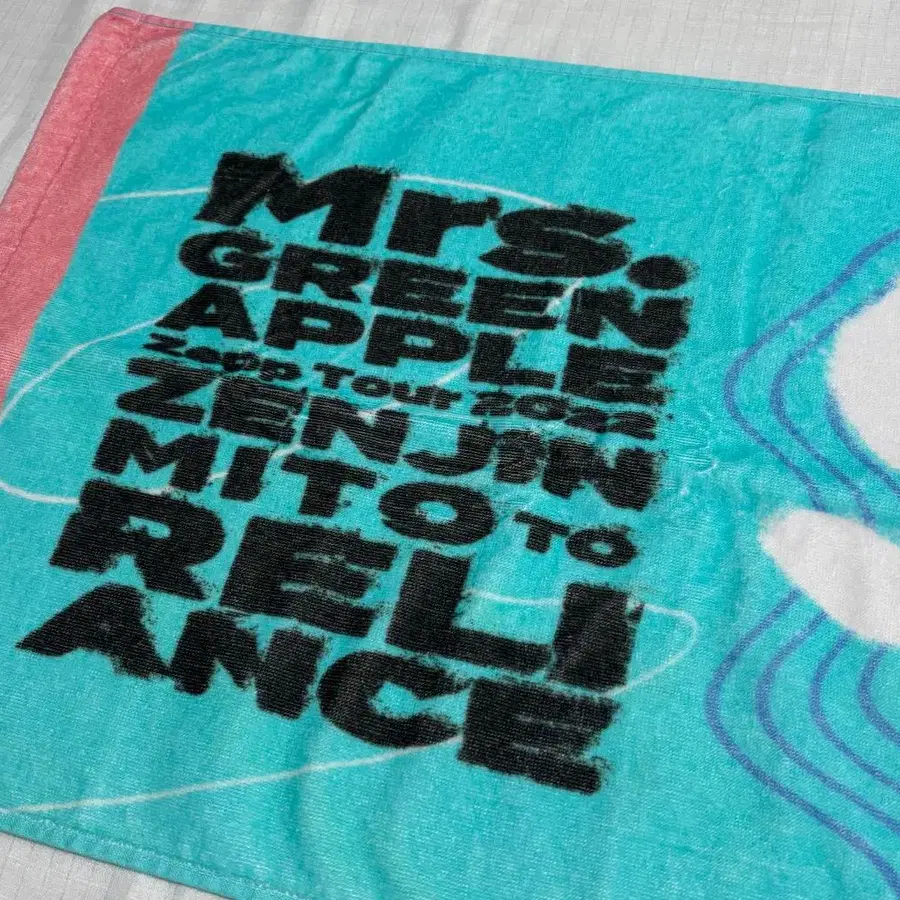 Mrs.
GREEN
APPLE
Zepp Tour 2022
ZENJIN
MITO TO
RELI
ANCE